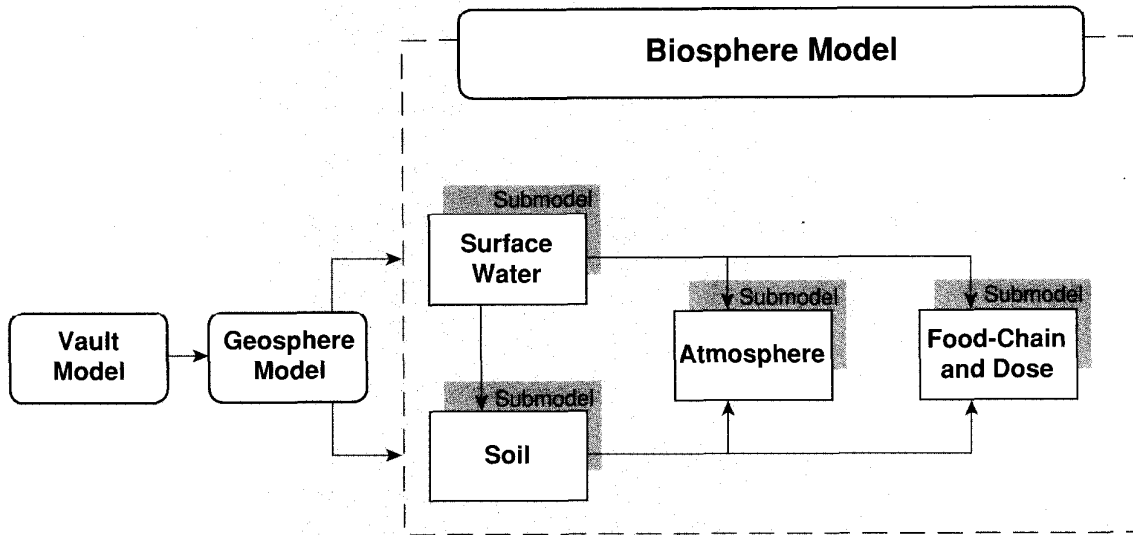 Biosphere Model
Submodel
Surface
Water
Submodel
Atmosphere
Submodel
Food-Chain
and Dose
Vault
Model
Geosphere
Model
Submodel
Soil